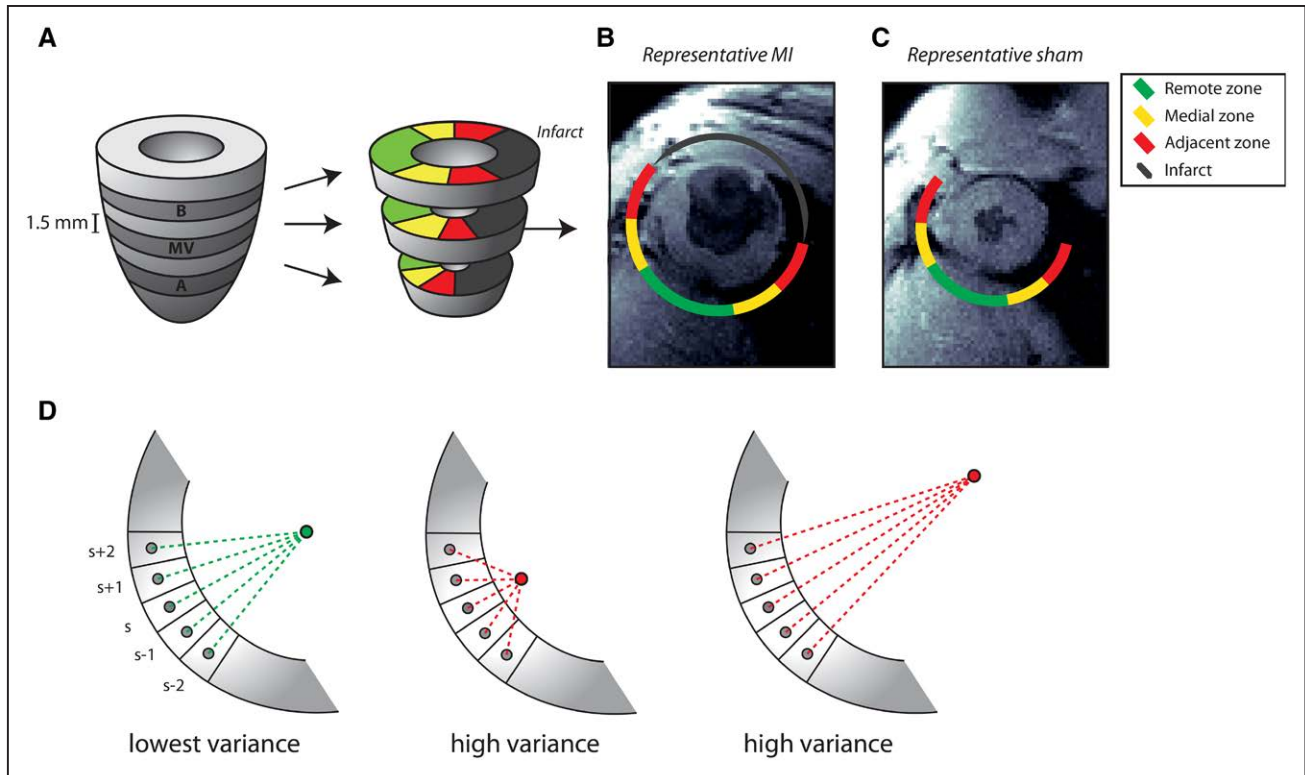 A
B
Representative MI
C
Representative sham
Remote zone
Medial zone
Adjacent zone
Infarct
Infarct
1.5 mm
B
MV
A
D
s+2
s+1
s
s-1
s-2
lowest variance
high variance
high variance